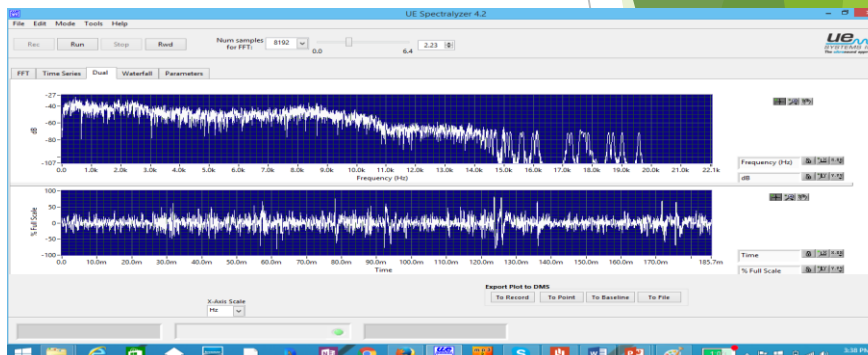 UE Spectralyzer 4.2
File Edit Mode Tools Help
Rec Run Stop Rwd
Num samples for FFT: 8192
0.0 6.4 2.23
ue
SYSTEMS
FFT Time Series Dual Waterfall Parameters
dB
-27
-40
-60
-80
-107
0.0 1.0k 2.0k 3.0k 4.0k 5.0k 6.0k 7.0k 8.0k 9.0k 10.0k 11.0k 12.0k 13.0k 14.0k 15.0k 16.0k 17.0k 18.0k 19.0k 20.0k 21.0k 22.1k
Frequency (Hz)
Frequency (Hz)
dB
% Full Scale
100
50
0
-50
-100
0.0 10.0m 20.0m 30.0m 40.0m 50.0m 60.0m 70.0m 80.0m 90.0m 100.0m 110.0m 120.0m 130.0m 140.0m 150.0m 160.0m 170.0m 185.7m
Time
Time
% Full Scale
Export Plot to DMS
To Record To Point To Baseline To File
X-Axis Scale
Hz
ue